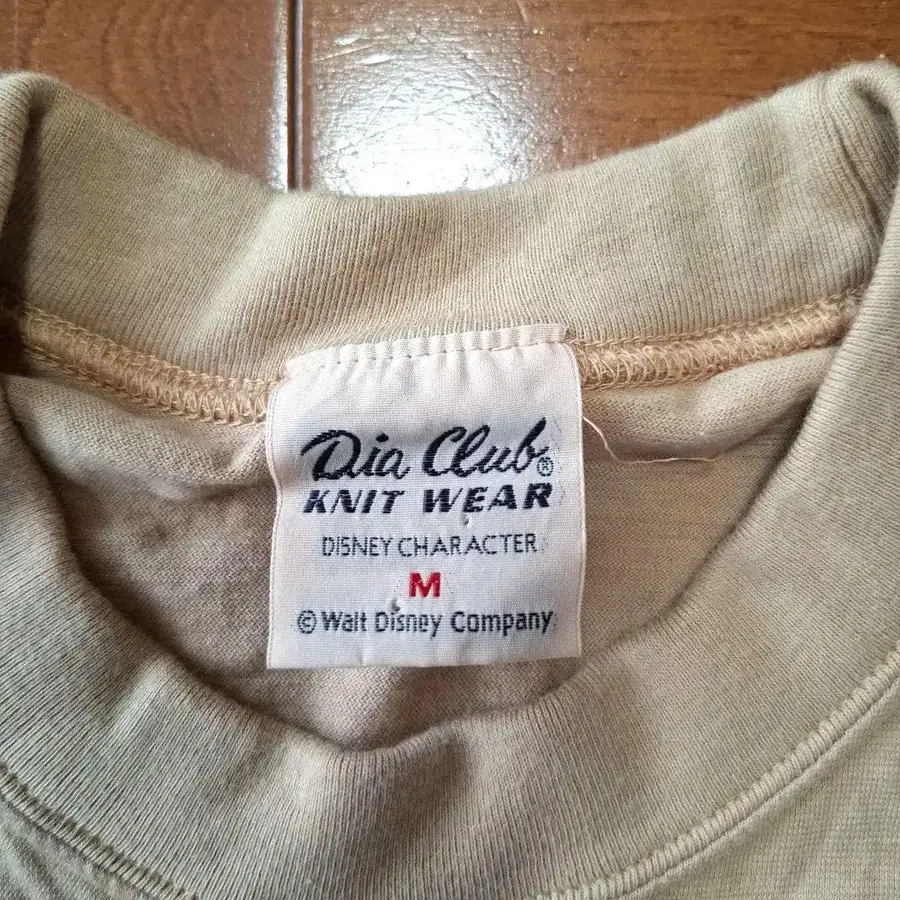 Dia Club®
KNIT WEAR
DISNEY CHARACTER
M
© Walt Disney Company